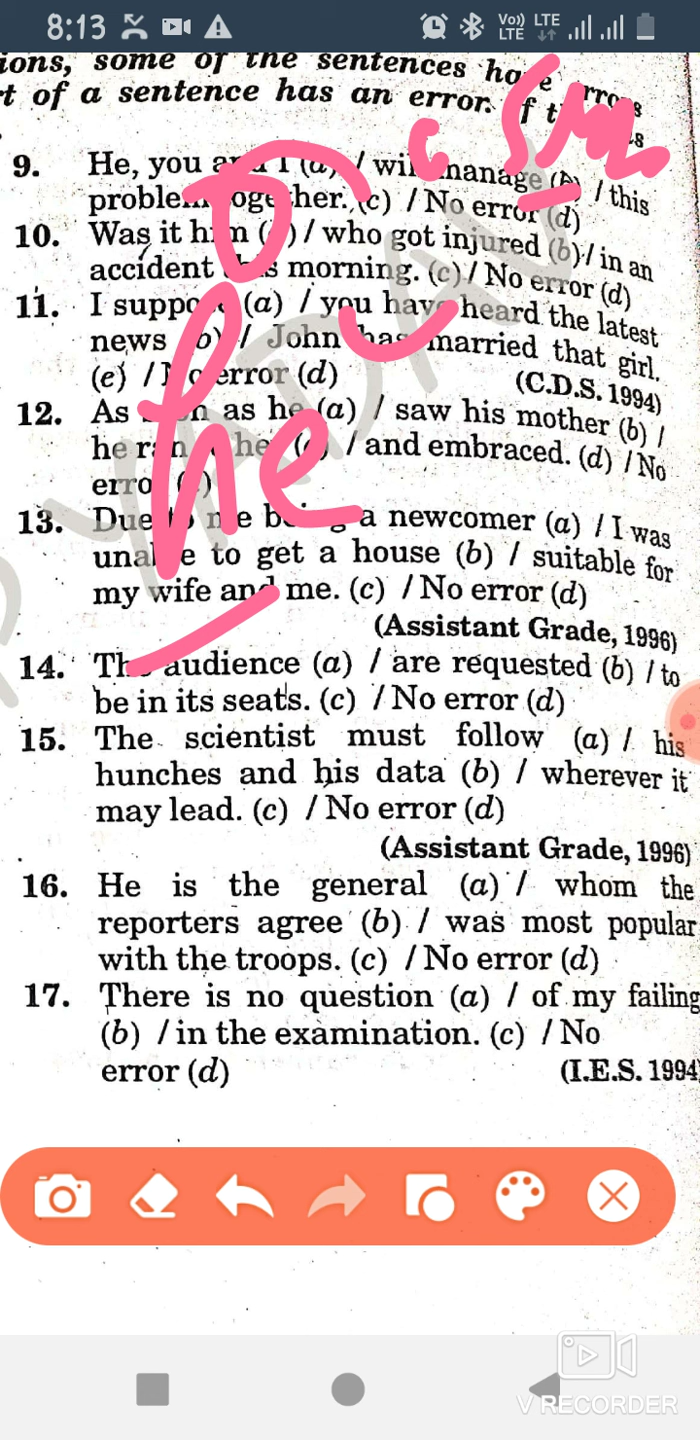 8:13 Vo)) LTE LTE
ions, some of the sentences have errors
t of a sentence has an error. If
9. He, you and I (a) / will manage (b) / this
problem together. (c) / No error (d)
10. Was it him (a) / who got injured (b) / in an
accident this morning. (c) / No error (d)
11. I suppose (a) / you have heard the latest
news (b) / John has married that girl.
(e) / No error (d) (C.D.S. 1994)
12. As soon as he (a) / saw his mother (b) /
he ran to her / and embraced. (d) / No
error
13. Due to me being a newcomer (a) / I was
unable to get a house (b) / suitable for
my wife and me. (c) / No error (d)
(Assistant Grade, 1996)
14. The audience (a) / are requested (b) / to
be in its seats. (c) / No error (d)
15. The scientist must follow (a) / his
hunches and his data (b) / wherever it
may lead. (c) / No error (d)
(Assistant Grade, 1996)
16. He is the general (a) / whom the
reporters agree (b) / was most popular
with the troops. (c) / No error (d)
17. There is no question (a) / of my failing
(b) / in the examination. (c) / No
error (d) (I.E.S. 1994)
he
YADAV
V RECORDER